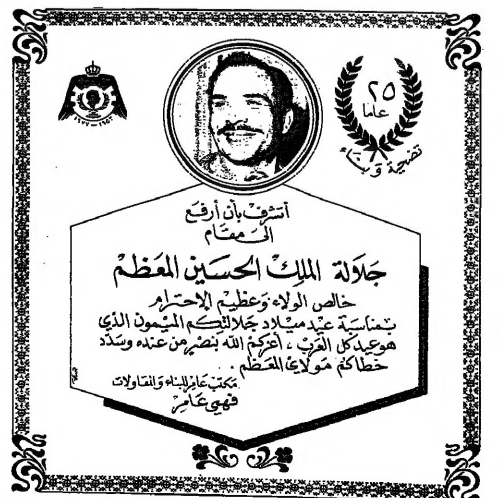 ٢٥
عاما
تضحية وبناء
١٩٥٢-١٩٧٧
أتشرف بأن أرفع
الى مقام
جلالة الملك الحسين المعظم
خالص الولاء وعظيم الاحترام
بمناسبة عيد ميلاد جلالتكم الميمون الذي
هو عيد كل العرب ، أعزكم الله بنصر من عنده وسدد
خطاكم مولاي المعظم .
مكتب عامر للبناء والمقاولات
فهمي عامر